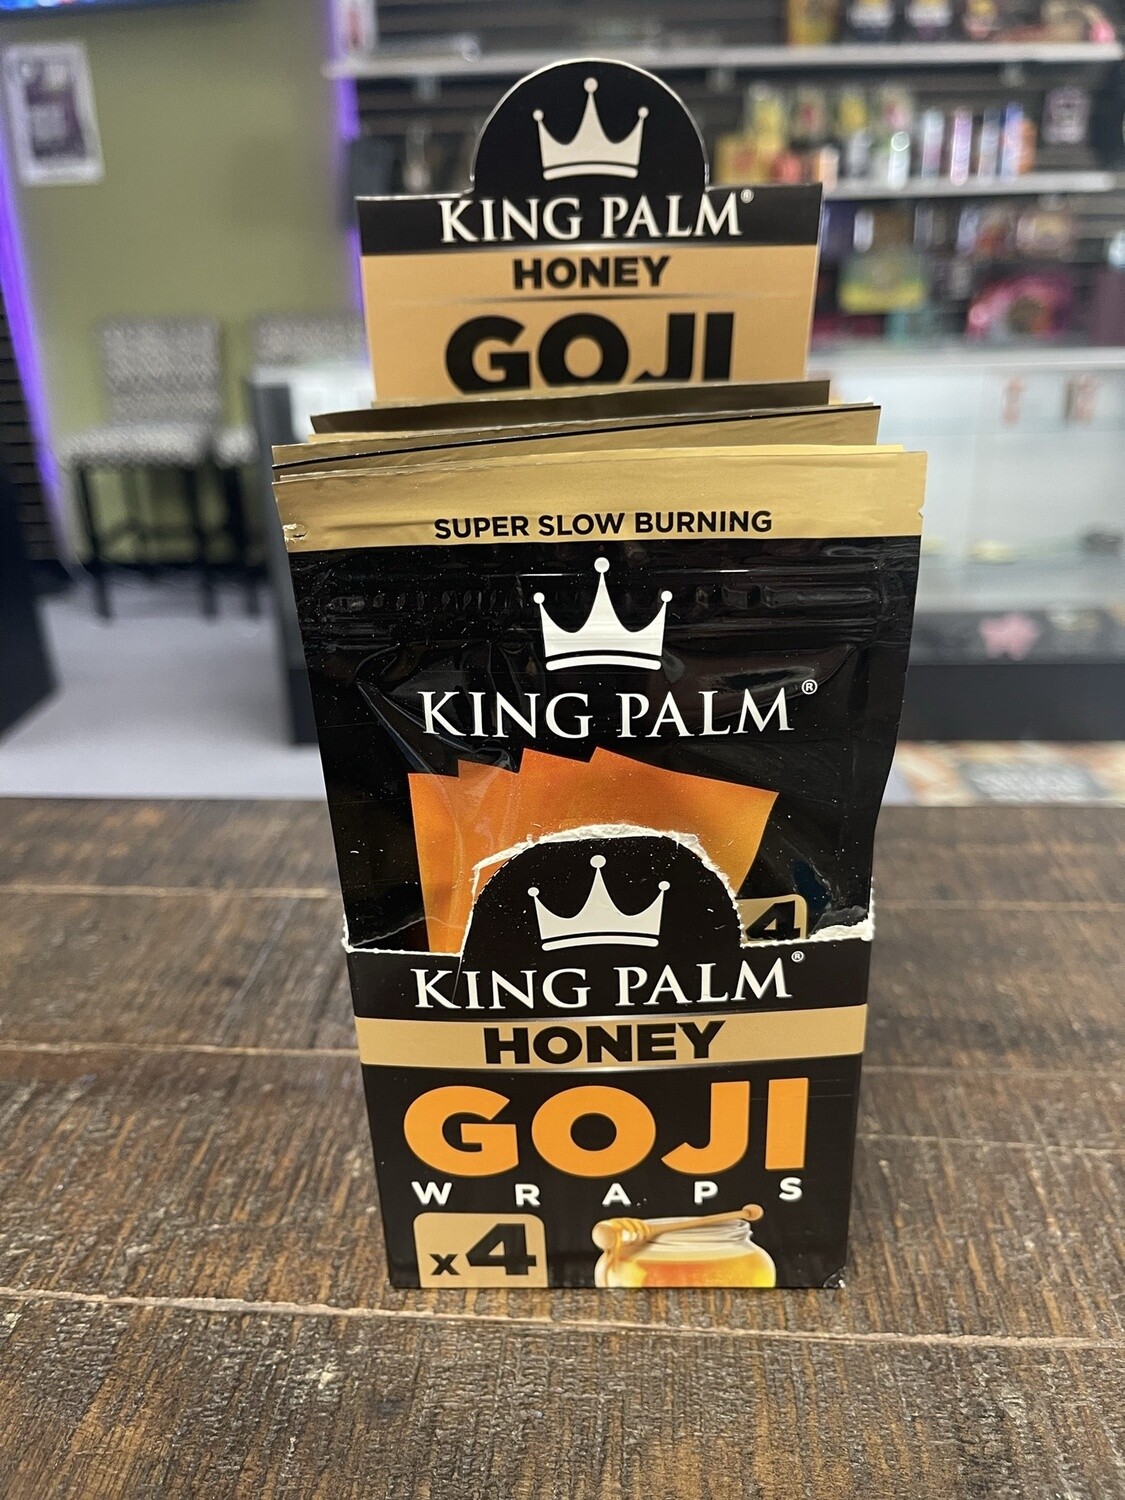 KING PALM®
HONEY
GOJI
SUPER SLOW BURNING
KING PALM®
4
KING PALM®
HONEY
GOJI
WRAPS
x4